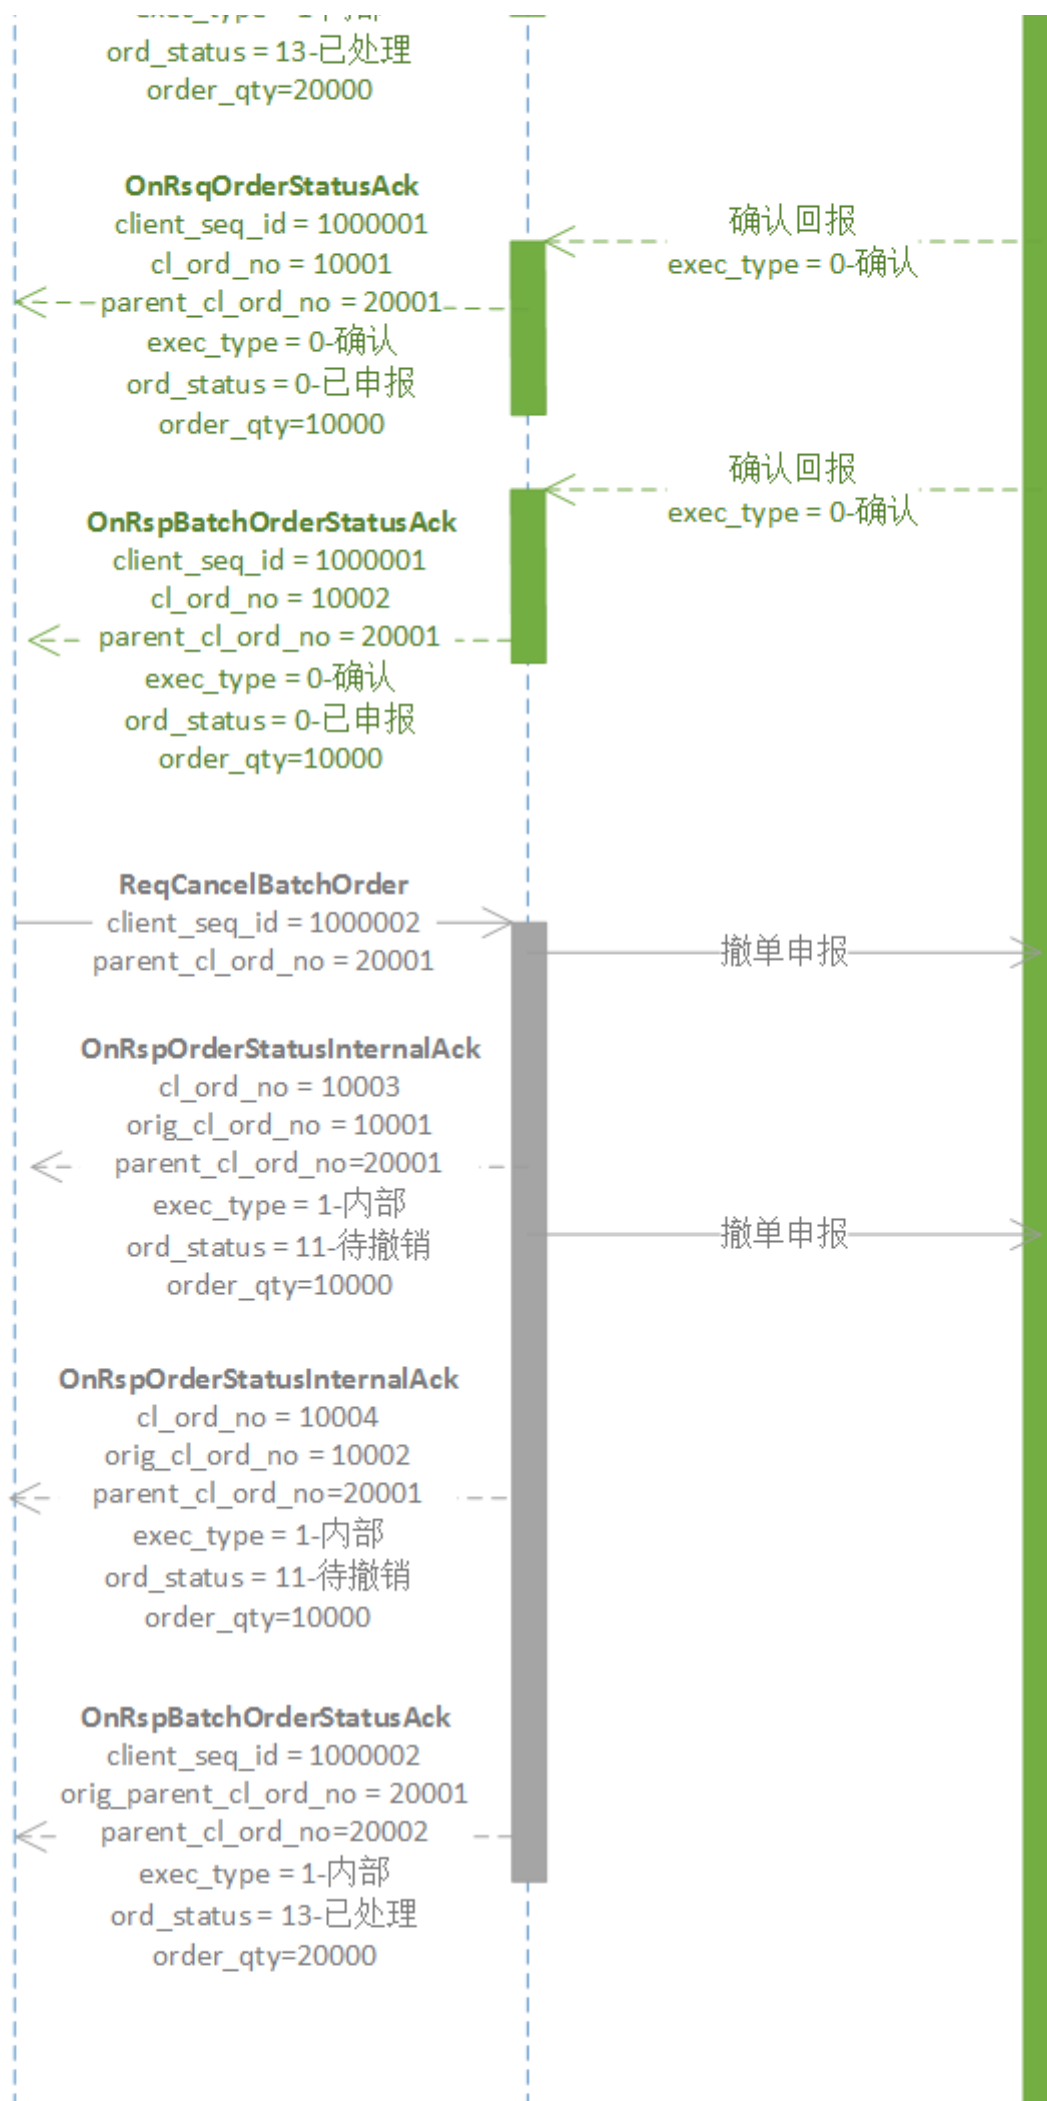 ord_status = 13-已处理
order_qty=20000
OnRsqOrderStatusAck
client_seq_id = 1000001
cl_ord_no = 10001
parent_cl_ord_no = 20001
exec_type = 0-确认
ord_status = 0-已申报
order_qty=10000
确认回报
exec_type = 0-确认
确认回报
exec_type = 0-确认
OnRspBatchOrderStatusAck
client_seq_id = 1000001
cl_ord_no = 10002
parent_cl_ord_no = 20001
exec_type = 0-确认
ord_status = 0-已申报
order_qty=10000
ReqCancelBatchOrder
client_seq_id = 1000002
parent_cl_ord_no = 20001
撤单申报
OnRspOrderStatusInternalAck
cl_ord_no = 10003
orig_cl_ord_no = 10001
parent_cl_ord_no=20001
exec_type = 1-内部
ord_status = 11-待撤销
order_qty=10000
撤单申报
OnRspOrderStatusInternalAck
cl_ord_no = 10004
orig_cl_ord_no = 10002
parent_cl_ord_no=20001
exec_type = 1-内部
ord_status = 11-待撤销
order_qty=10000
OnRspBatchOrderStatusAck
client_seq_id = 1000002
orig_parent_cl_ord_no = 20001
parent_cl_ord_no=20002
exec_type = 1-内部
ord_status = 13-已处理
order_qty=20000